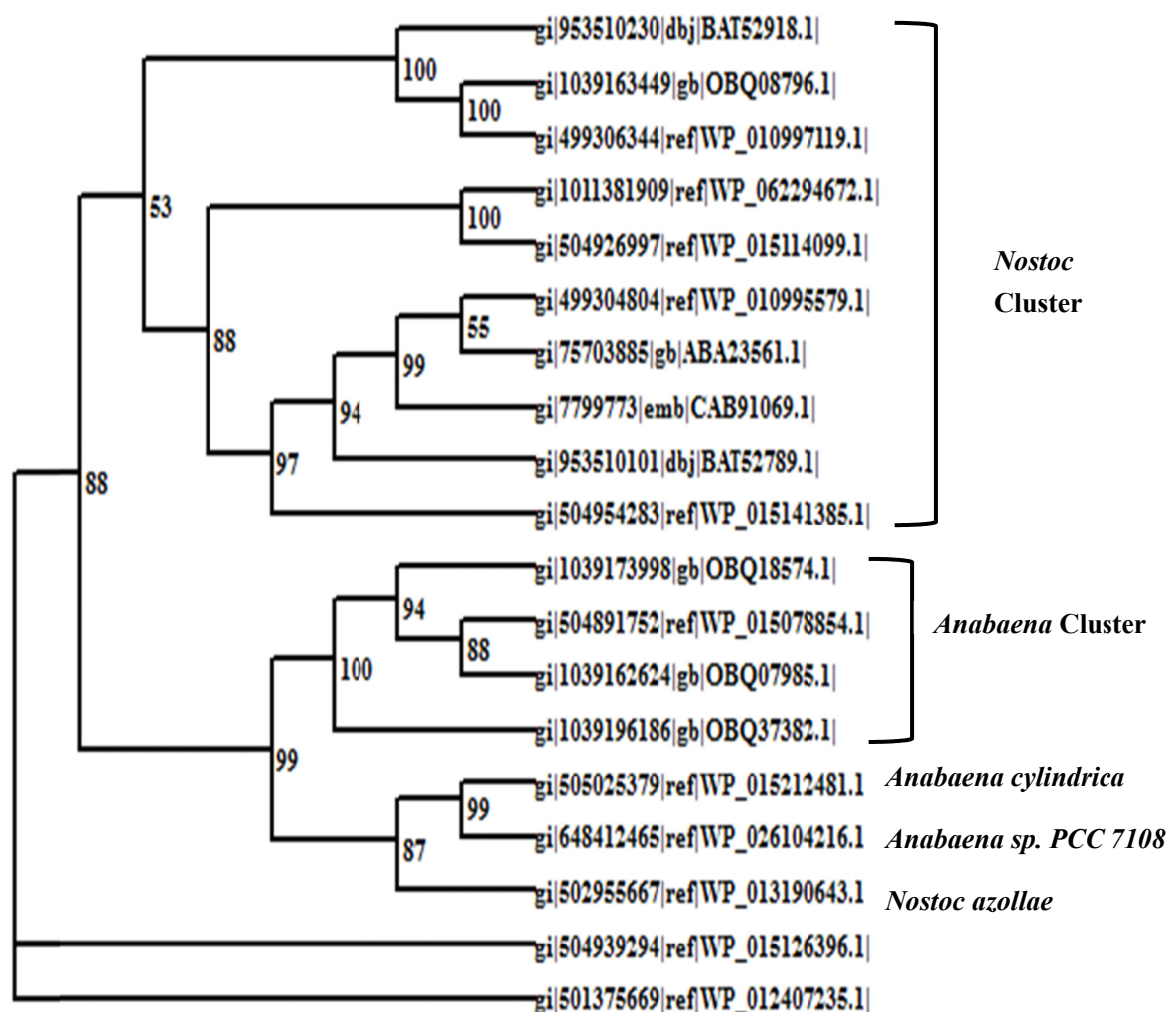 gi|953510230|dbj|BAT52918.1|
100
gi|1039163449|gb|OBQ08796.1|
100
gi|499306344|ref|WP_010997119.1|
53
gi|1011381909|ref|WP_062294672.1|
100
gi|504926997|ref|WP_015114099.1|
Nostoc
Cluster
gi|499304804|ref|WP_010995579.1|
55
88
gi|75703885|gb|ABA23561.1|
99
gi|7799773|emb|CAB91069.1|
94
gi|953510101|dbj|BAT52789.1|
97
88
gi|504954283|ref|WP_015141385.1|
gi|1039173998|gb|OBQ18574.1|
94
gi|504891752|ref|WP_015078854.1|
Anabaena Cluster
88
100
gi|1039162624|gb|OBQ07985.1|
gi|1039196186|gb|OBQ37382.1|
99
gi|505025379|ref|WP_015212481.1
Anabaena cylindrica
99
gi|648412465|ref|WP_026104216.1
Anabaena sp. PCC 7108
87
gi|502955667|ref|WP_013190643.1
Nostoc azollae
gi|504939294|ref|WP_015126396.1|
gi|501375669|ref|WP_012407235.1|